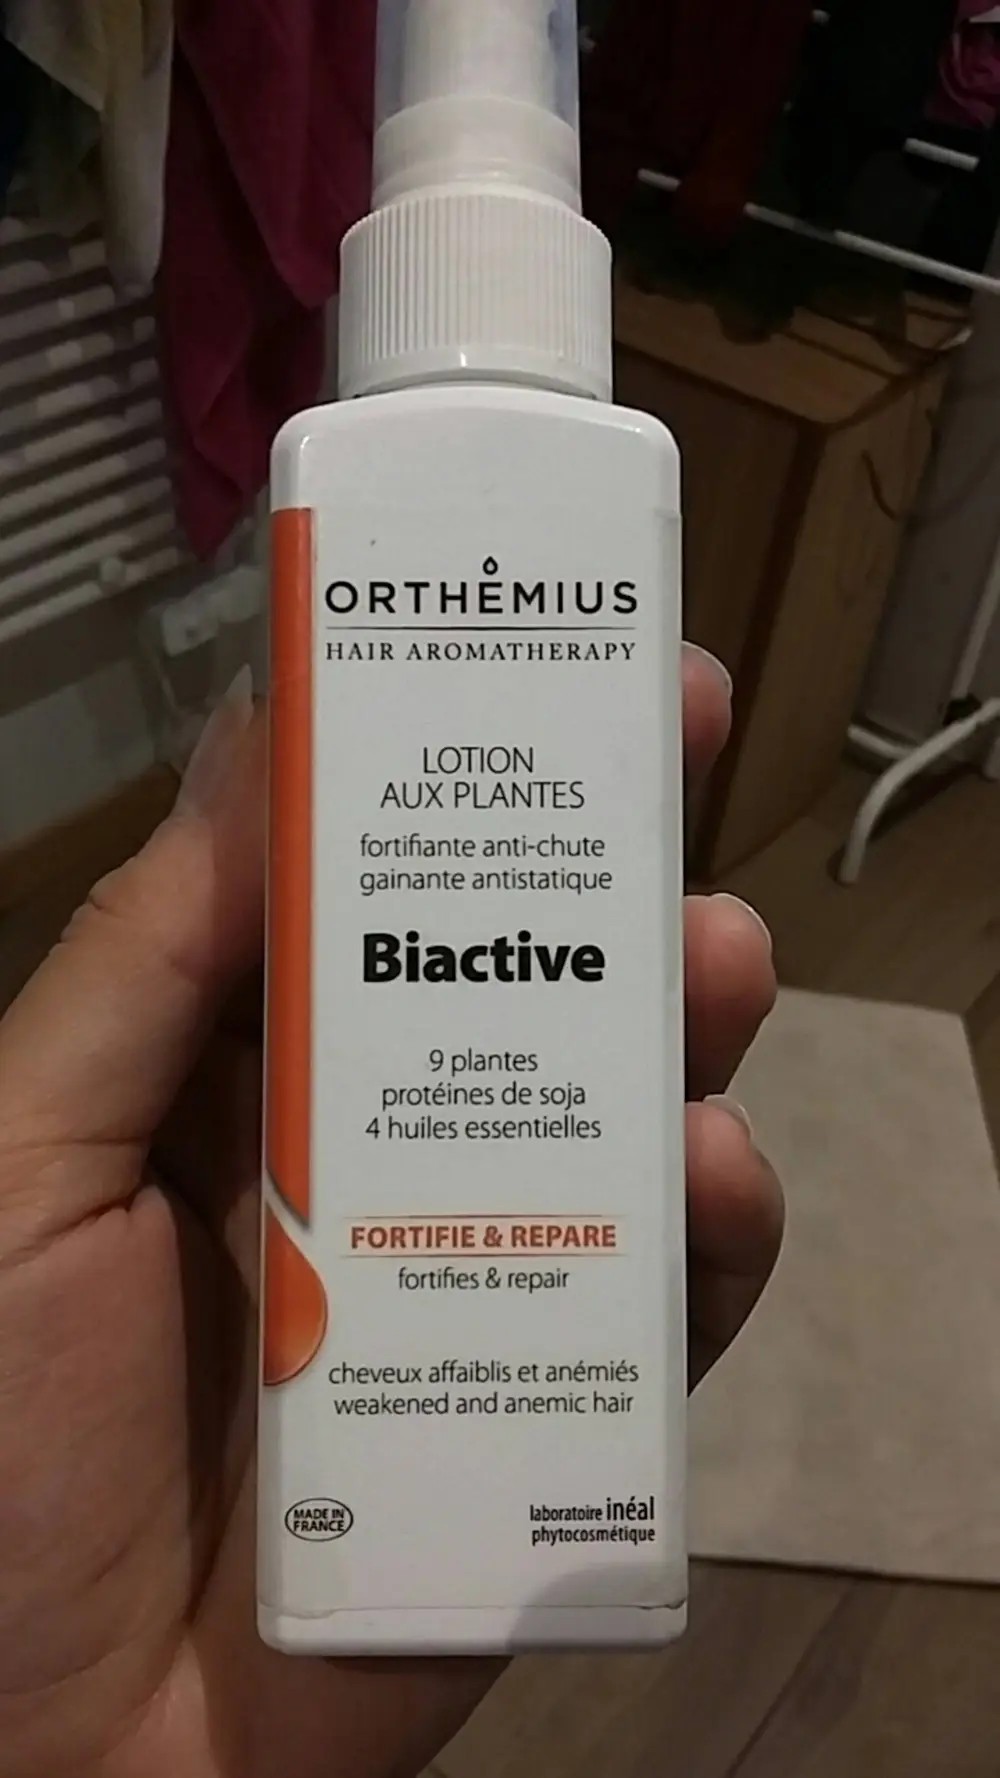 ORTHÊMIUS
HAIR AROMATHERAPY
LOTION
AUX PLANTES
fortifiante anti-chute
gainante antistatique
Biactive
9 plantes
protéines de soja
4 huiles essentielles
FORTIFIE & REPARE
fortifies & repair
cheveux affaiblis et anémiés
weakened and anemic hair
MADE IN
FRANCE
laboratoire inéal
phytocosmétique